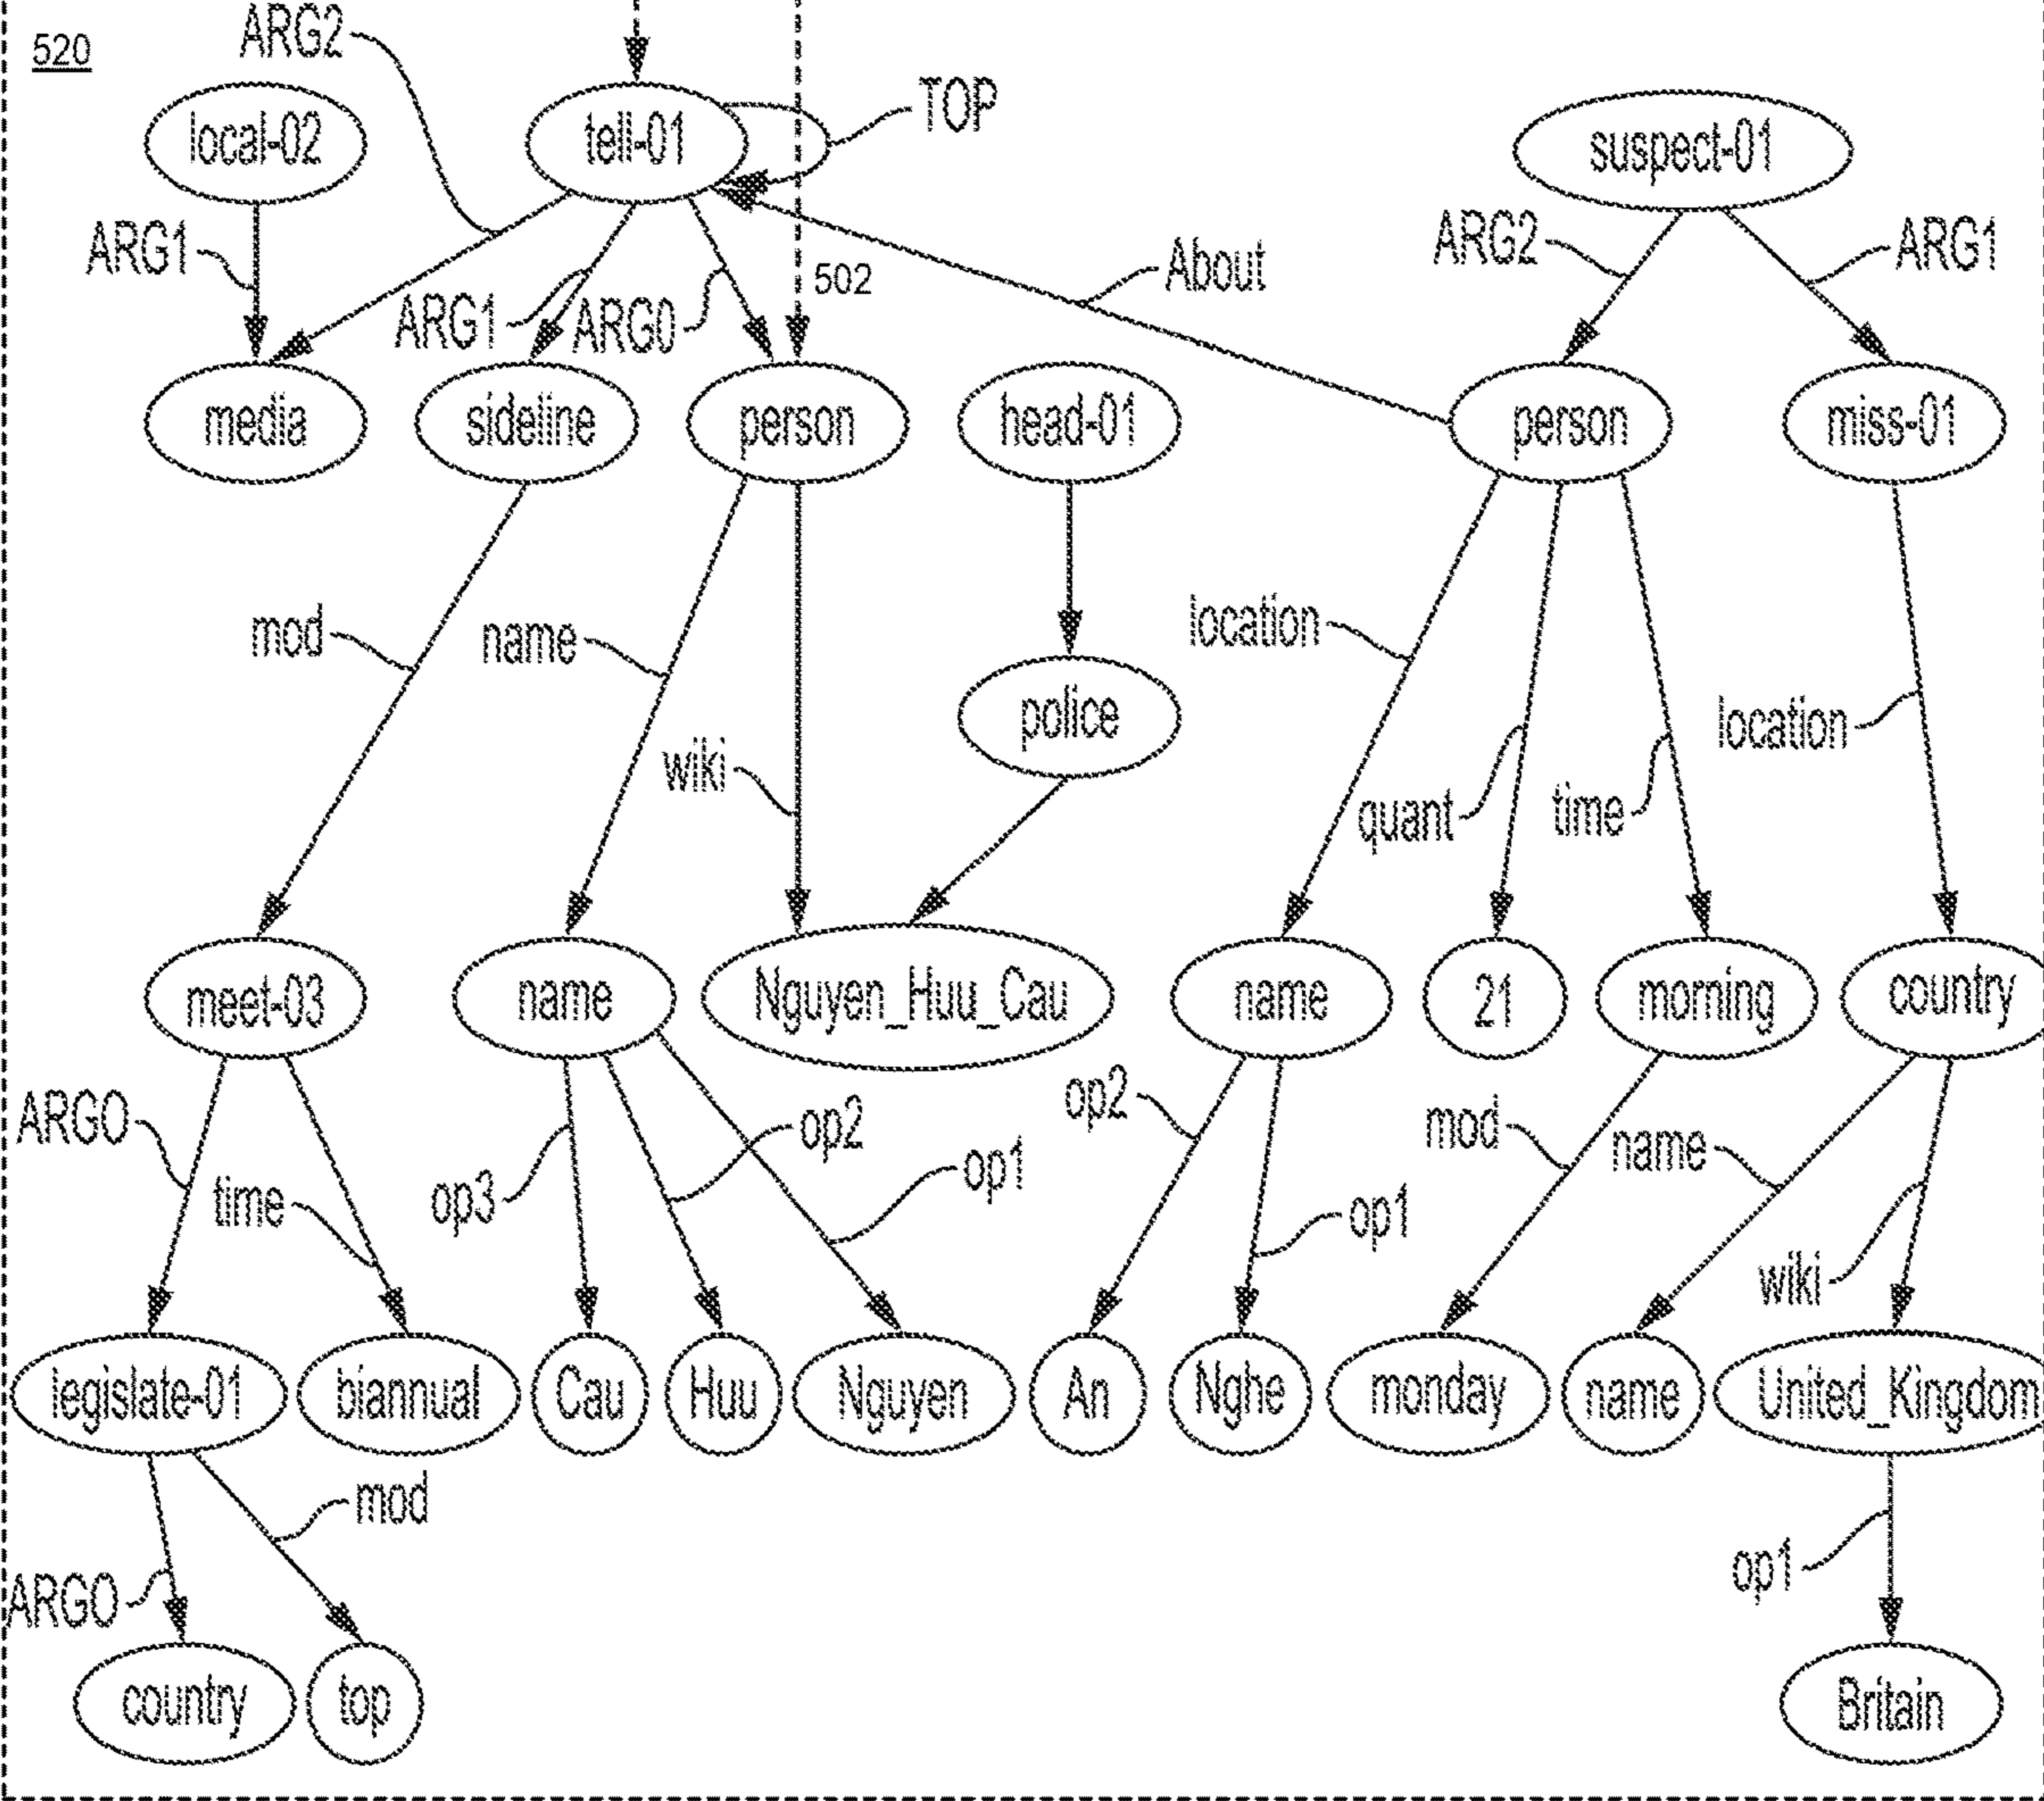 520
ARG2
local-02
tell-01
TOP
suspect-01
ARG1
ARG1
ARG0
502
About
ARG2
ARG1
media
sideline
person
head-01
person
miss-01
mod
name
wiki
police
location
quant
time
location
meet-03
name
Nguyen_Huu_Cau
name
21
morning
country
ARGO
time
op3
op2
op1
op2
op1
mod
name
wiki
legislate-01
biannual
Cau
Huu
Nguyen
An
Nghe
monday
name
United_Kingdom
ARGO
mod
op1
country
top
Britain